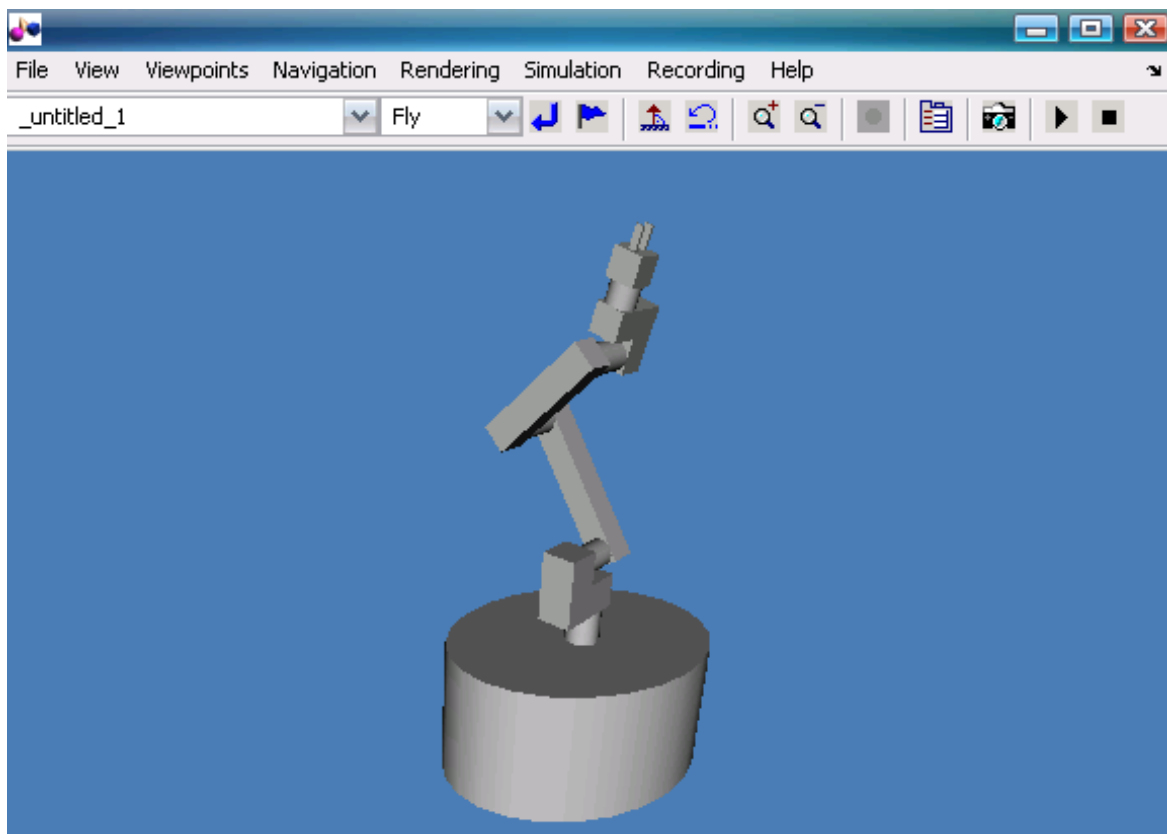 File View Viewpoints Navigation Rendering Simulation Recording Help
_untitled_1 Fly